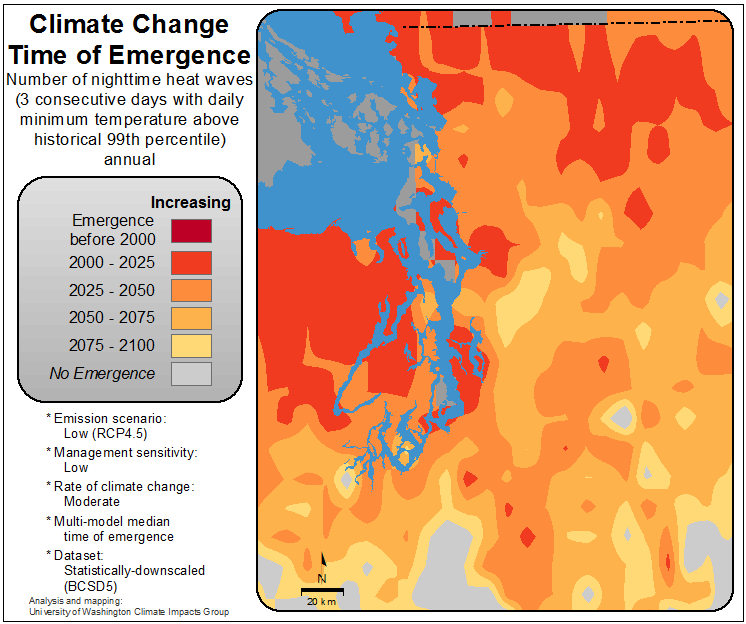 Climate Change
Time of Emergence
Number of nighttime heat waves
(3 consecutive days with daily
minimum temperature above
historical 99th percentile)
annual
Increasing
Emergence
before 2000
2000 - 2025
2025 - 2050
2050 - 2075
2075 - 2100
No Emergence
* Emission scenario:
Low (RCP4.5)
* Management sensitivity:
Low
* Rate of climate change:
Moderate
* Multi-model median
time of emergence
* Dataset:
Statistically-downscaled
(BCSD5)
Analysis and mapping:
University of Washington Climate Impacts Group
N
20 km